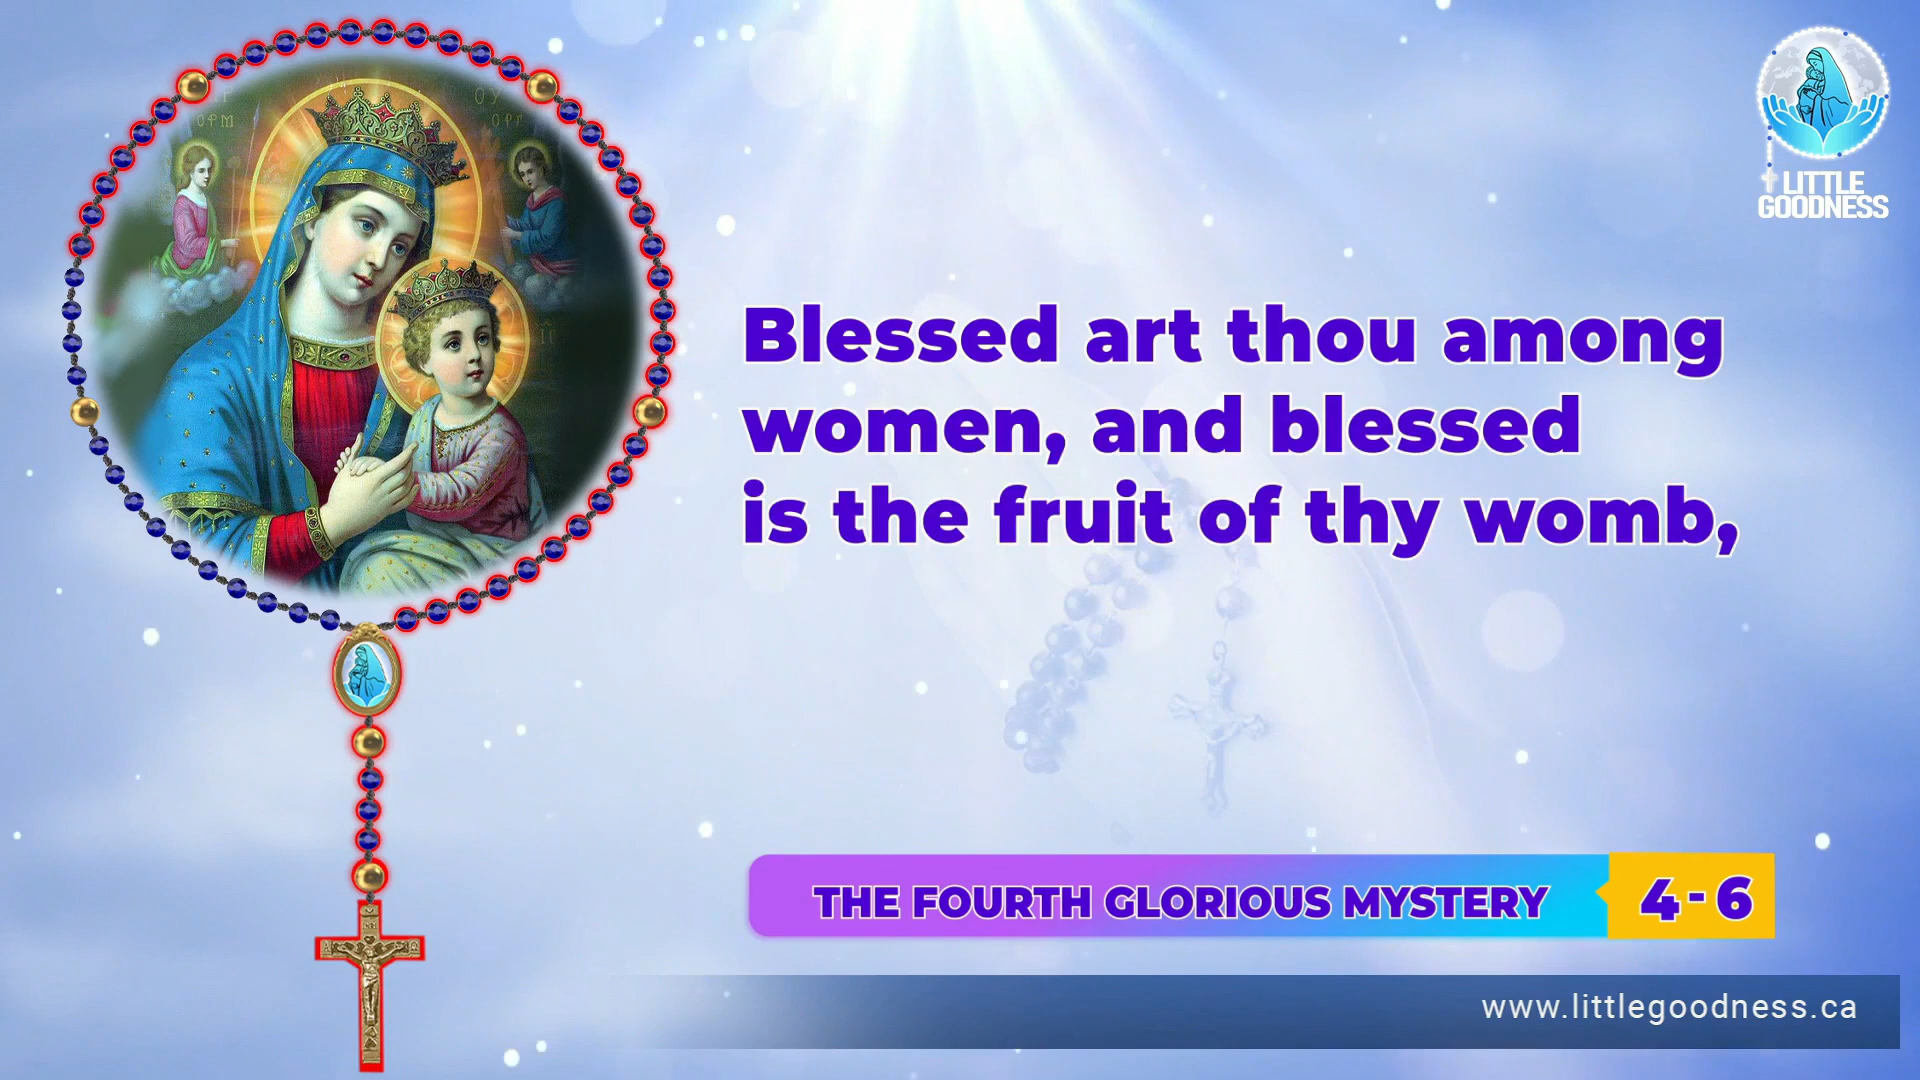 LITTLE
GOODNESS
Blessed art thou among
women, and blessed
is the fruit of thy womb,
THE FOURTH GLORIOUS MYSTERY
4 - 6
www.littlegoodness.ca